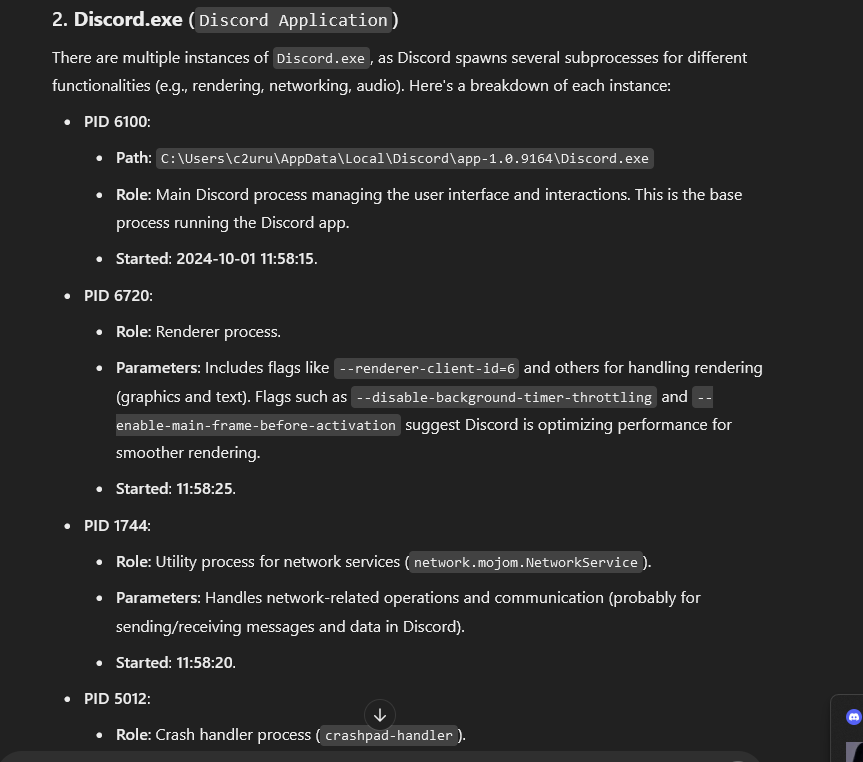 2. Discord.exe (Discord Application)
There are multiple instances of Discord.exe, as Discord spawns several subprocesses for different
functionalities (e.g., rendering, networking, audio). Here's a breakdown of each instance:
• PID 6100:
• Path: C:\Users\c2uru\AppData\Local\Discord\app-1.0.9164\Discord.exe
• Role: Main Discord process managing the user interface and interactions. This is the base
process running the Discord app.
• Started: 2024-10-01 11:58:15.
• PID 6720:
• Role: Renderer process.
• Parameters: Includes flags like --renderer-client-id=6 and others for handling rendering
(graphics and text). Flags such as --disable-background-timer-throttling and --
enable-main-frame-before-activation suggest Discord is optimizing performance for
smoother rendering.
• Started: 11:58:25.
• PID 1744:
• Role: Utility process for network services (network.mojom.NetworkService).
• Parameters: Handles network-related operations and communication (probably for
sending/receiving messages and data in Discord).
• Started: 11:58:20.
• PID 5012:
• Role: Crash handler process (crashpad-handler).